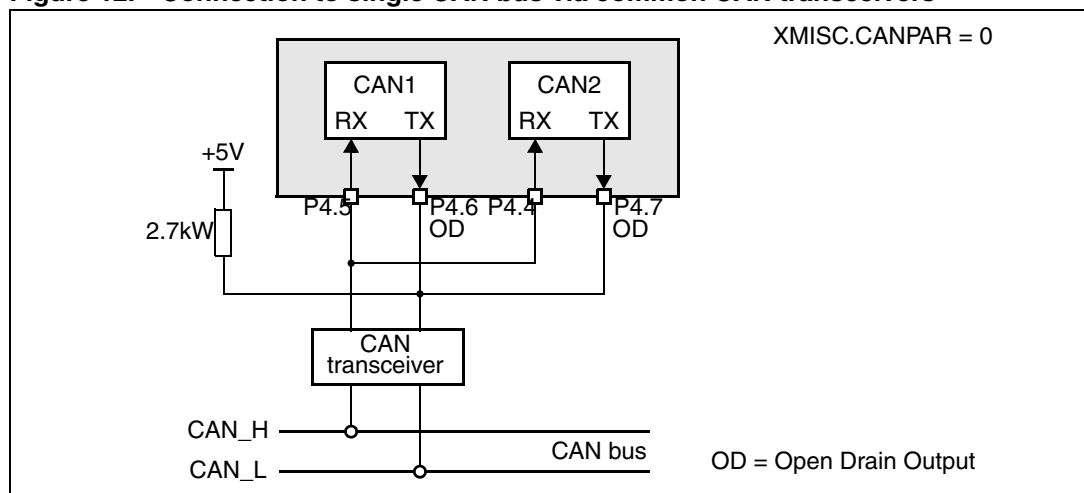 Figure 12. Connection to single CAN bus via common CAN transceivers
XMISC.CANPAR = 0
CAN1
CAN2
RX TX
RX TX
+5V
P4.5
P4.6
P4.4
P4.7
OD
OD
2.7kW
CAN
transceiver
CAN_H
CAN bus
CAN_L
OD = Open Drain Output